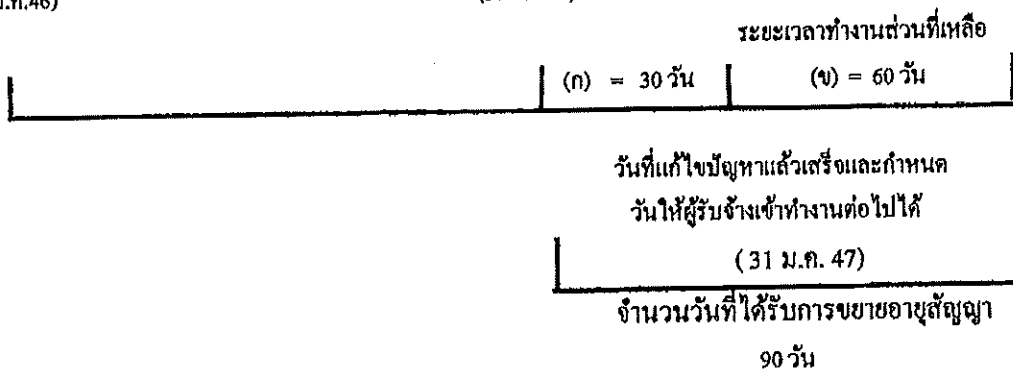 ระยะเวลาทำงานส่วนที่เหลือ
(ก) = 30 วัน (ข) = 60 วัน
วันที่แก้ไขปัญหาแล้วเสร็จและกำหนด
วันให้ผู้รับจ้างเข้าทำงานต่อไปได้
( 31 ม.ค. 47)
จำนวนวันที่ได้รับการขยายอายุสัญญา
90 วัน